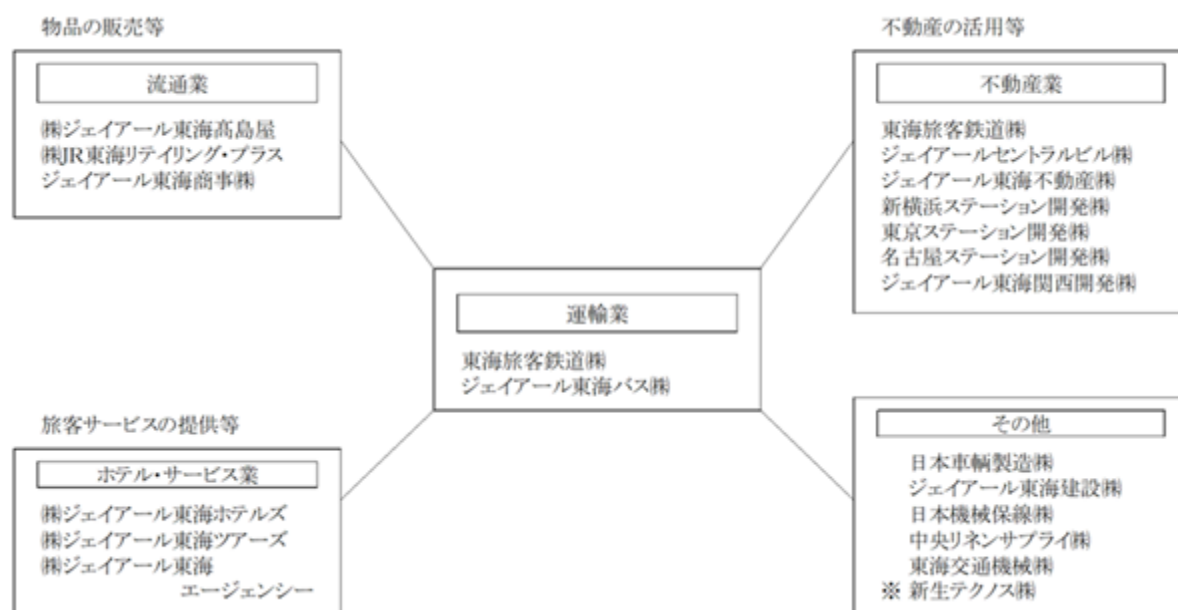 物品の販売等
流通業
㈱ジェイアール東海髙島屋
㈱JR東海リテイリング・プラス
ジェイアール東海商事㈱
不動産の活用等
不動産業
東海旅客鉄道㈱
ジェイアールセントラルビル㈱
ジェイアール東海不動産㈱
新横浜ステーション開発㈱
東京ステーション開発㈱
名古屋ステーション開発㈱
ジェイアール東海関西開発㈱
運輸業
東海旅客鉄道㈱
ジェイアール東海バス㈱
旅客サービスの提供等
ホテル・サービス業
㈱ジェイアール東海ホテルズ
㈱ジェイアール東海ツアーズ
㈱ジェイアール東海
エージェンシー
その他
日本車輌製造㈱
ジェイアール東海建設㈱
日本機械保線㈱
中央リネンサプライ㈱
東海交通機械㈱
※ 新生テクノス㈱